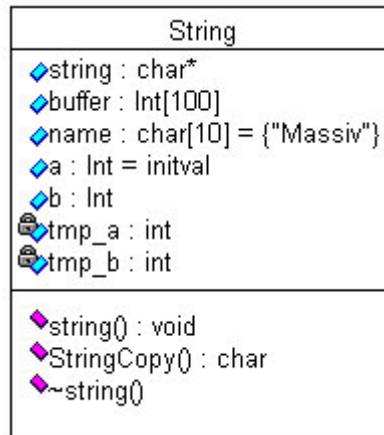 String
string : char*
buffer : Int[100]
name : char[10] = {"Massiv"}
a : Int = initval
b : Int
tmp_a : int
tmp_b : int
string() : void
StringCopy() : char
~string()